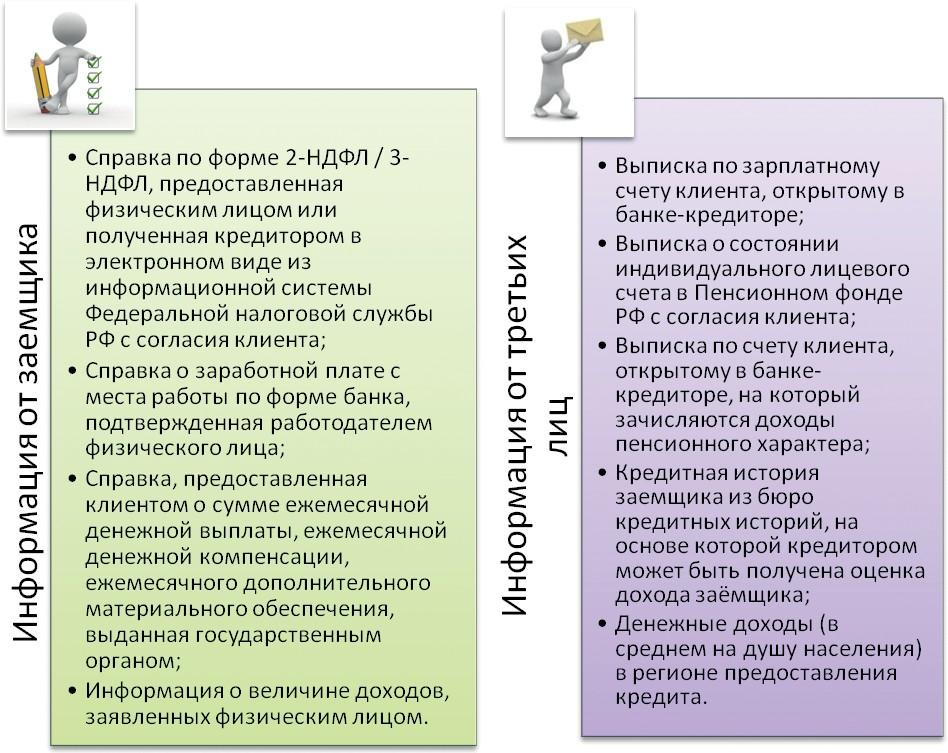 Информация от заемщика
• Справка по форме 2-НДФЛ / 3-
НДФЛ, предоставленная
физическим лицом или
полученная кредитором в
электронном виде из
информационной системы
Федеральной налоговой службы
РФ с согласия клиента;
• Справка о заработной плате с
места работы по форме банка,
подтвержденная работодателем
физического лица;
• Справка, предоставленная
клиентом о сумме ежемесячной
денежной выплаты, ежемесячной
денежной компенсации,
ежемесячного дополнительного
материального обеспечения,
выданная государственным
органом;
• Информация о величине доходов,
заявленных физическим лицом.
Информация от третьих
лиц
• Выписка по зарплатному
счету клиента, открытому в
банке-кредиторе;
• Выписка о состоянии
индивидуального лицевого
счета в Пенсионном фонде
РФ с согласия клиента;
• Выписка по счету клиента,
открытому в банке-
кредиторе, на который
зачисляются доходы
пенсионного характера;
• Кредитная история
заемщика из бюро
кредитных историй, на
основе которой кредитором
может быть получена оценка
дохода заёмщика;
• Денежные доходы (в
среднем на душу населения)
в регионе предоставления
кредита.